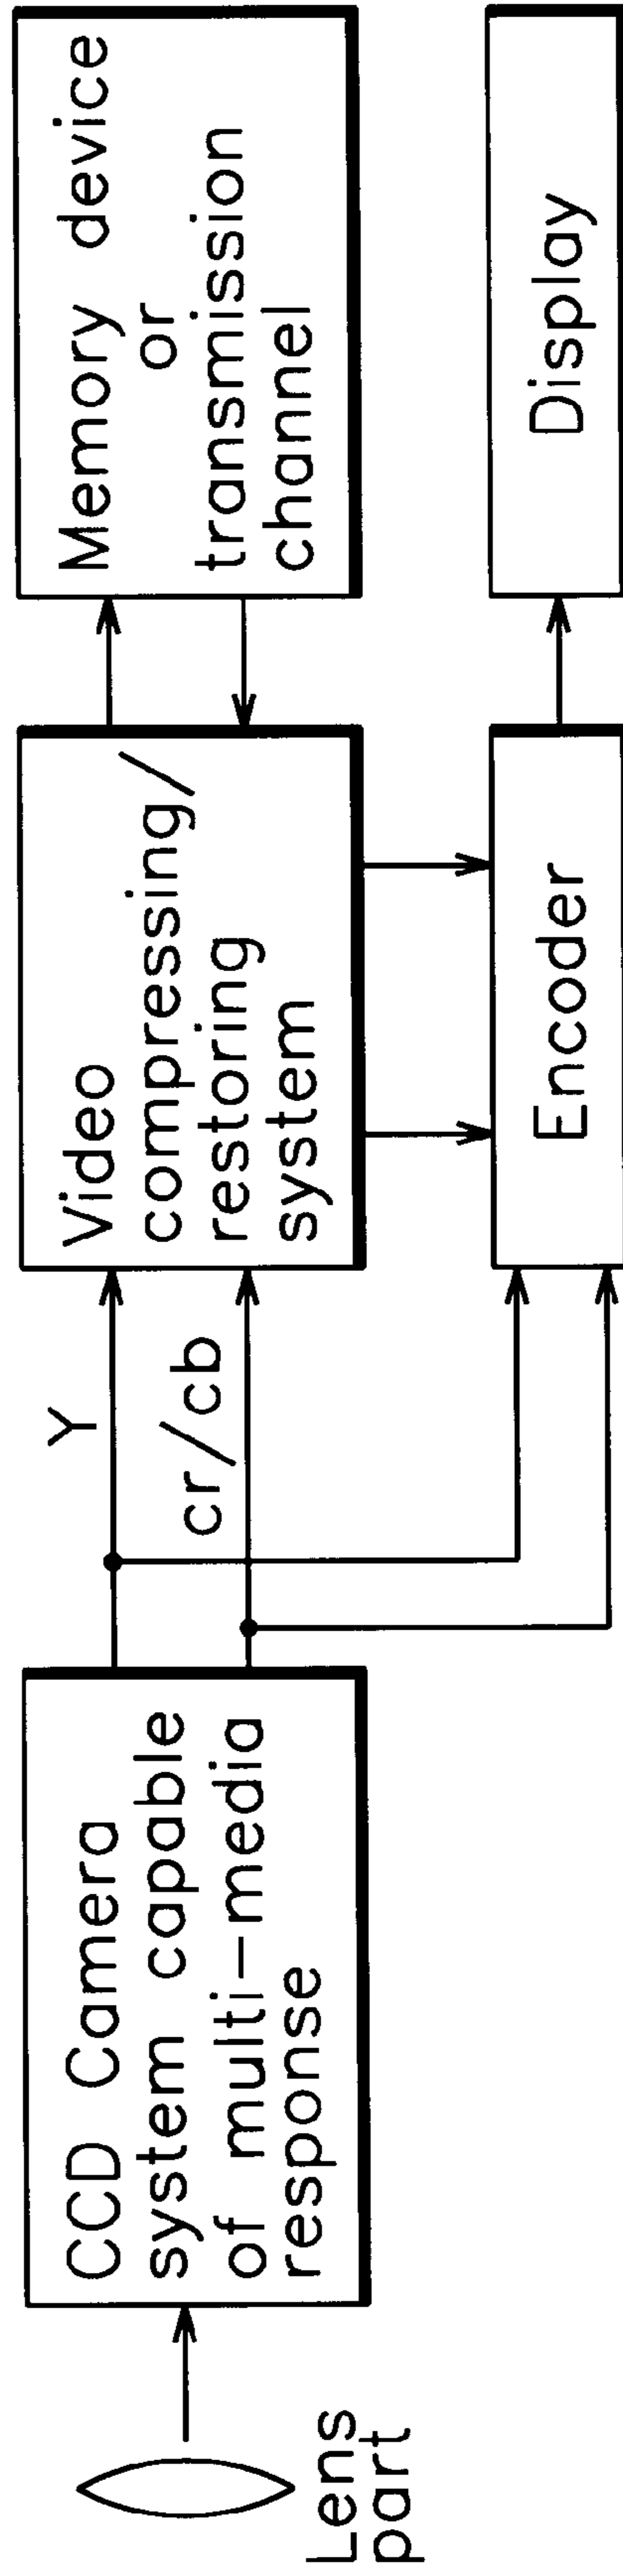 Lens
part
CCD Camera
system capable
of multi-media
response
Y
cr/cb
Video
compressing/
restoring
system
Memory device
or
transmission
channel
Encoder
Display